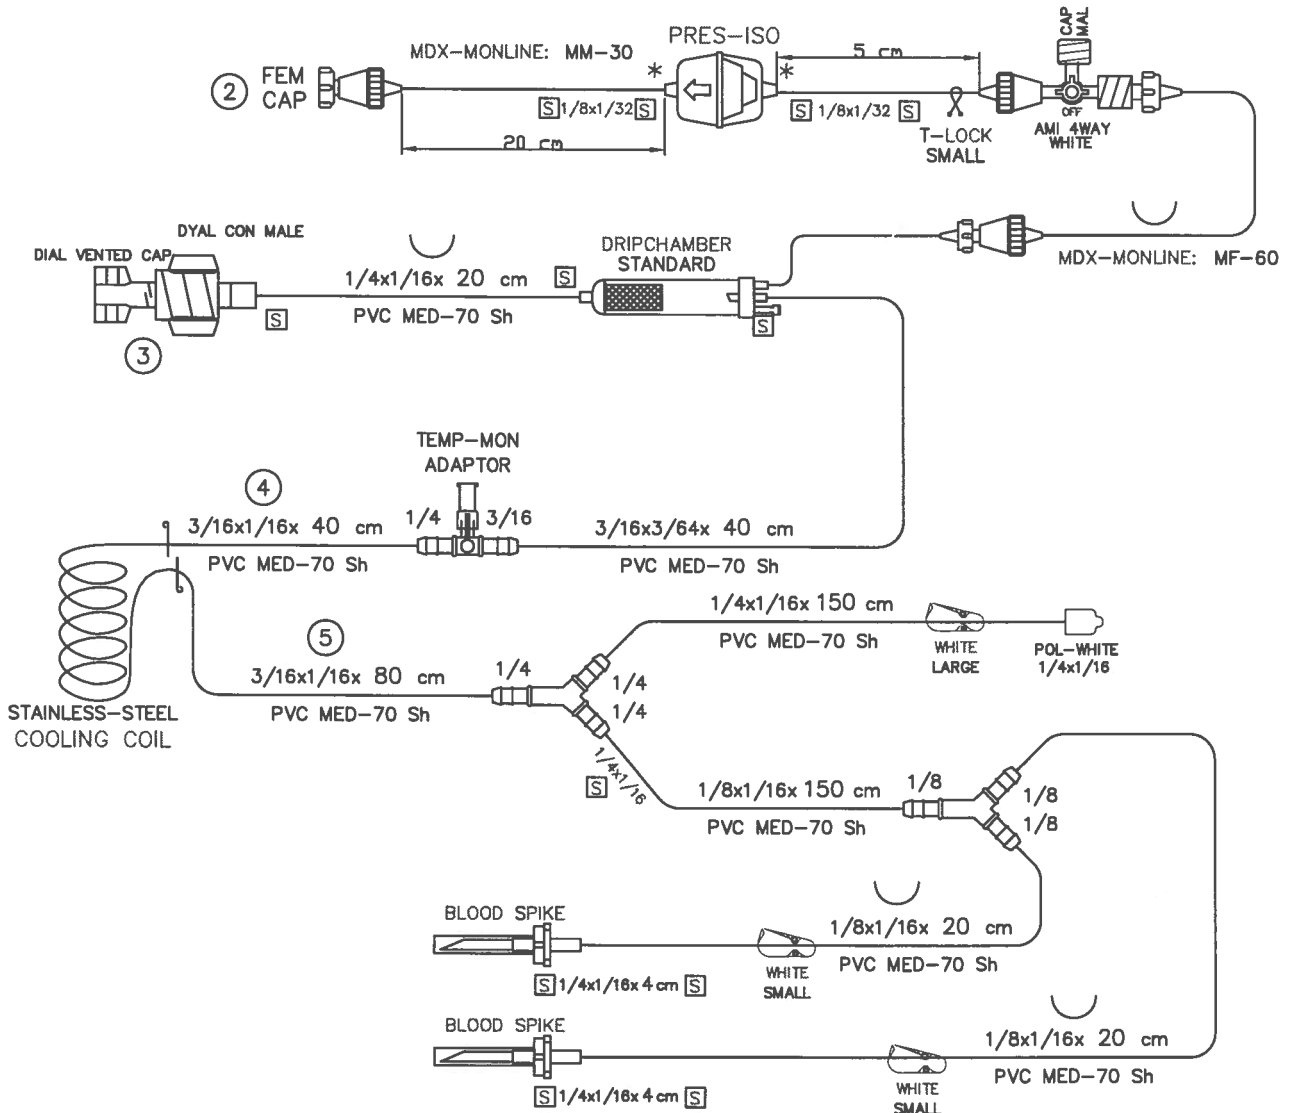 MDX-MONLINE: MM-30
PRES-ISO
5 cm
CAP
MAL
2
FEM
CAP
*
*
S 1/8x1/32 S
S 1/8x1/32 S
20 cm
T-LOCK
SMALL
OFF
AMI 4WAY
WHITE
DYAL CON MALE
DIAL VENTED CAP
DRIPCHAMBER
STANDARD
MDX-MONLINE: MF-60
1/4x1/16x 20 cm
S
PVC MED-70 Sh
S
S
3
TEMP-MON
ADAPTOR
4
3/16x1/16x 40 cm
1/4
3/16
3/16x3/64x 40 cm
PVC MED-70 Sh
PVC MED-70 Sh
1/4x1/16x 150 cm
5
PVC MED-70 Sh
WHITE
LARGE
POL-WHITE
1/4x1/16
3/16x1/16x 80 cm
1/4
1/4
1/4
PVC MED-70 Sh
STAINLESS-STEEL
COOLING COIL
1/4x1/16
S
1/8x1/16x 150 cm
1/8
1/8
1/8
PVC MED-70 Sh
BLOOD SPIKE
1/8x1/16x 20 cm
PVC MED-70 Sh
WHITE
SMALL
S 1/4x1/16x 4 cm S
BLOOD SPIKE
1/8x1/16x 20 cm
PVC MED-70 Sh
WHITE
SMALL
S 1/4x1/16x 4 cm S